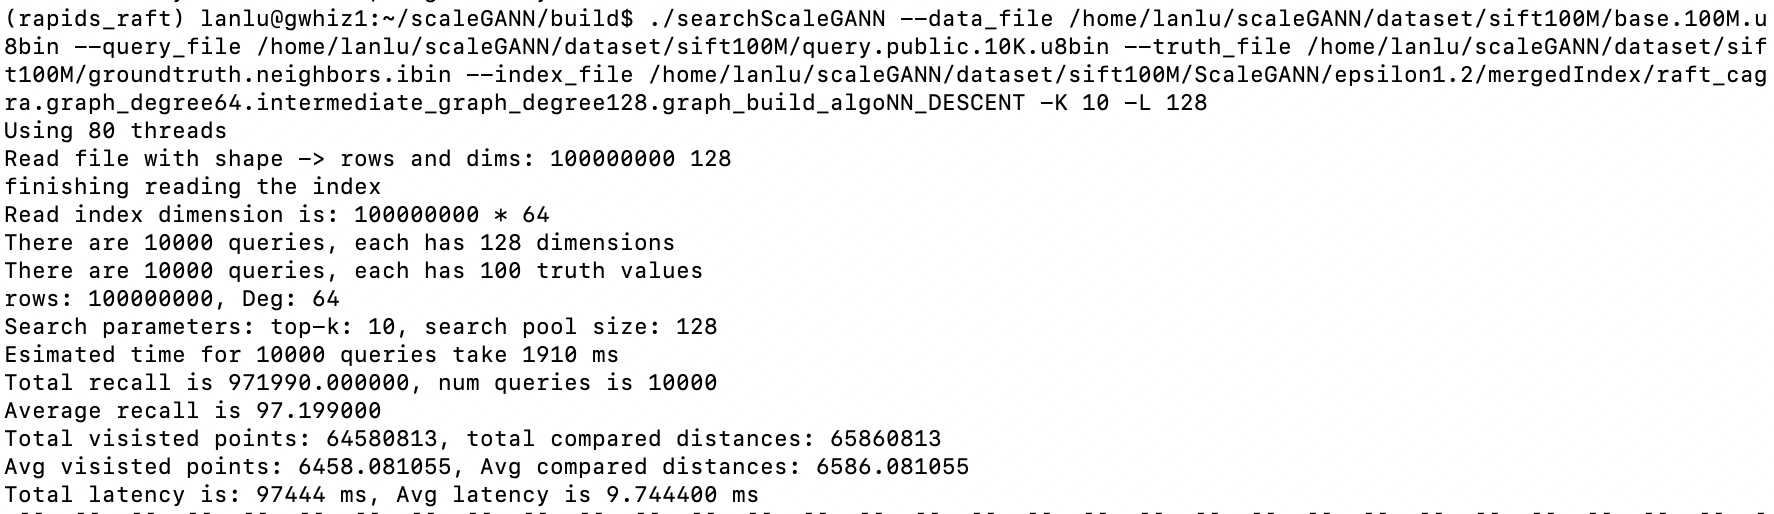 (rapids_raft) lanlu@gwhiz1:~/scaleGANN/build$ ./searchScaleGANN --data_file /home/lanlu/scaleGANN/dataset/sift100M/base.100M.u
8bin --query_file /home/lanlu/scaleGANN/dataset/sift100M/query.public.10K.u8bin --truth_file /home/lanlu/scaleGANN/dataset/sif
t100M/groundtruth.neighbors.ibin --index_file /home/lanlu/scaleGANN/dataset/sift100M/ScaleGANN/epsilon1.2/mergedIndex/raft_cag
ra.graph_degree64.intermediate_graph_degree128.graph_build_algoNN_DESCENT -K 10 -L 128
Using 80 threads
Read file with shape -> rows and dims: 100000000 128
finishing reading the index
Read index dimension is: 100000000 * 64
There are 10000 queries, each has 128 dimensions
There are 10000 queries, each has 100 truth values
rows: 100000000, Deg: 64
Search parameters: top-k: 10, search pool size: 128
Esimated time for 10000 queries take 1910 ms
Total recall is 971990.000000, num queries is 10000
Average recall is 97.199000
Total visisted points: 64580813, total compared distances: 65860813
Avg visisted points: 6458.081055, Avg compared distances: 6586.081055
Total latency is: 97444 ms, Avg latency is 9.744400 ms